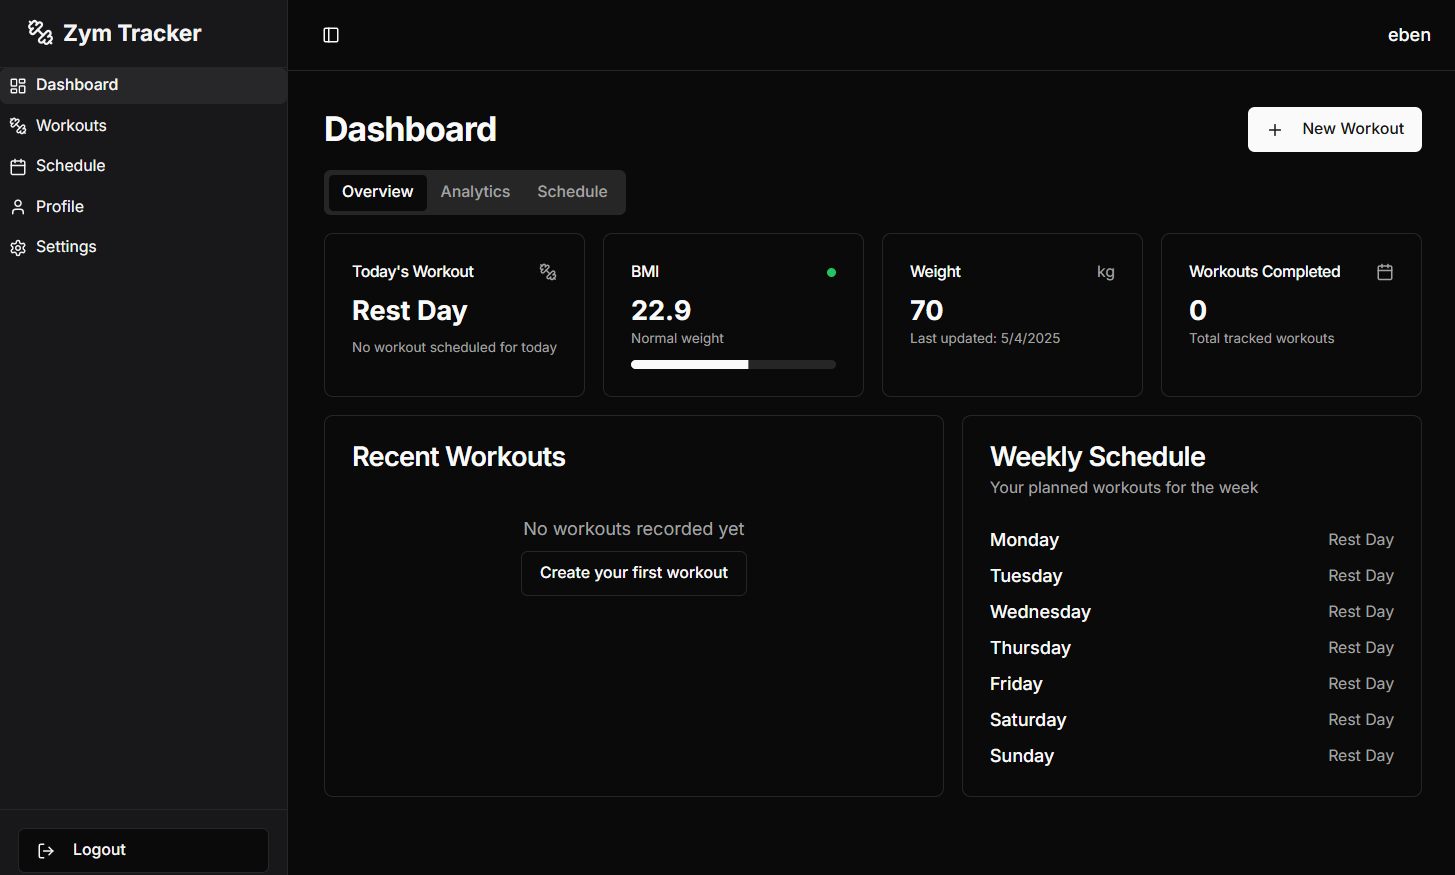 Zym Tracker
Dashboard
Workouts
Schedule
Profile
Settings
Logout
eben
Dashboard
New Workout
Overview Analytics Schedule
Today's Workout
Rest Day
No workout scheduled for today
BMI
22.9
Normal weight
Weight kg
70
Last updated: 5/4/2025
Workouts Completed
0
Total tracked workouts
Recent Workouts
No workouts recorded yet
Create your first workout
Weekly Schedule
Your planned workouts for the week
Monday Rest Day
Tuesday Rest Day
Wednesday Rest Day
Thursday Rest Day
Friday Rest Day
Saturday Rest Day
Sunday Rest Day